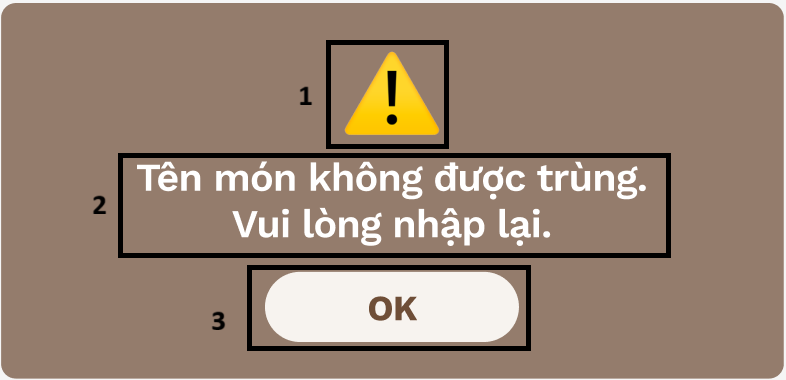 1
2
Tên món không được trùng.
Vui lòng nhập lại.
3
OK